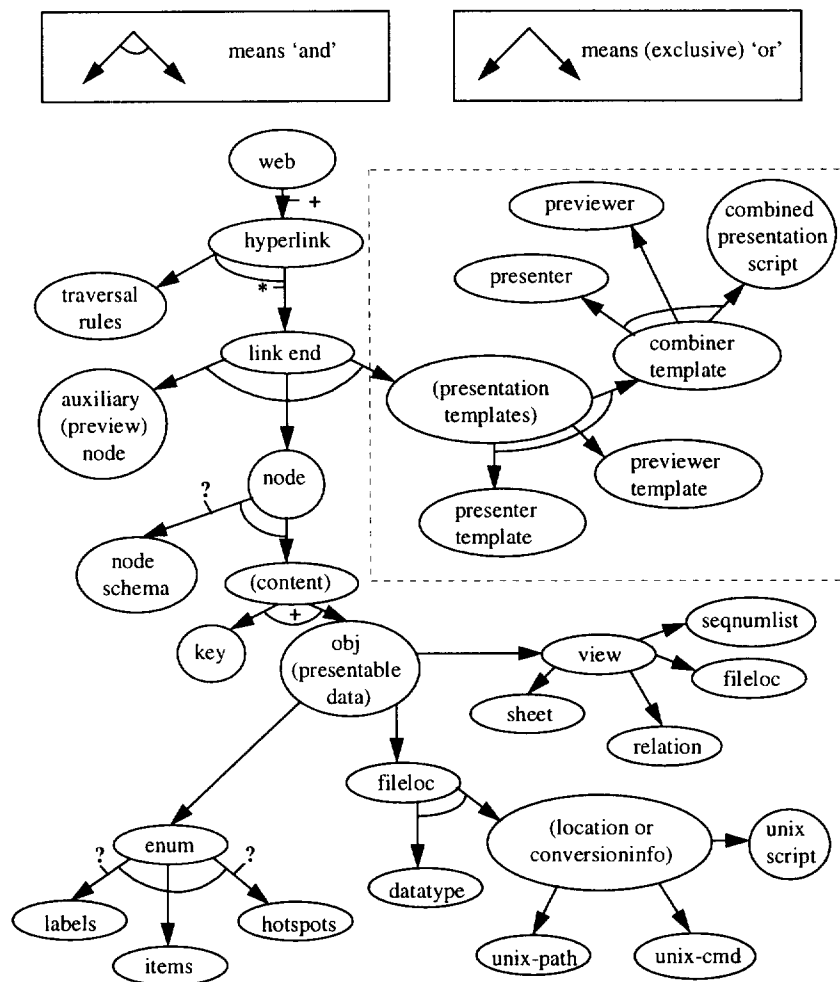 means 'and'
means (exclusive) 'or'
web
+
hyperlink
previewer
combined
presentation
script
presenter
traversal
rules
*
link end
combiner
template
(presentation
templates)
auxiliary
(preview)
node
node
previewer
template
?
presenter
template
node
schema
(content)
+
key
obj
(presentable
data)
view
seqnumlist
fileloc
sheet
relation
fileloc
(location or
conversioninfo)
unix
script
enum
?
?
datatype
labels
hotspots
items
unix-path
unix-cmd